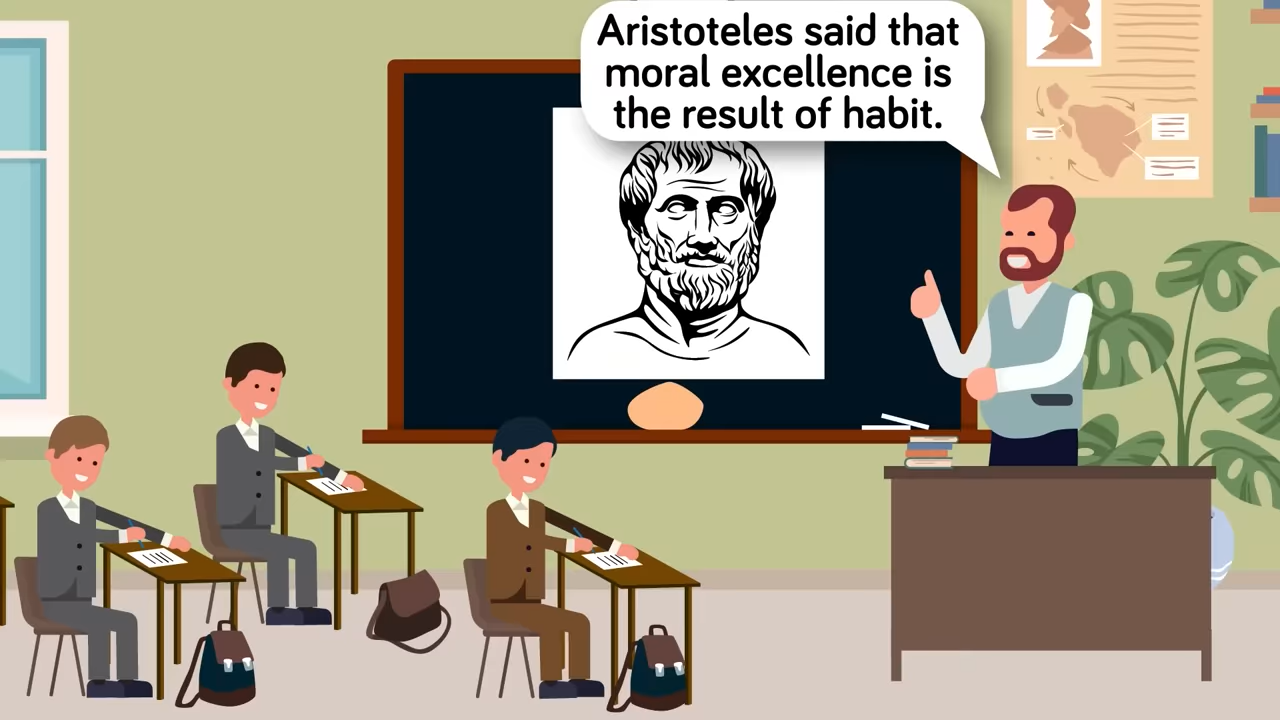 Aristoteles said that
moral excellence is
the result of habit.